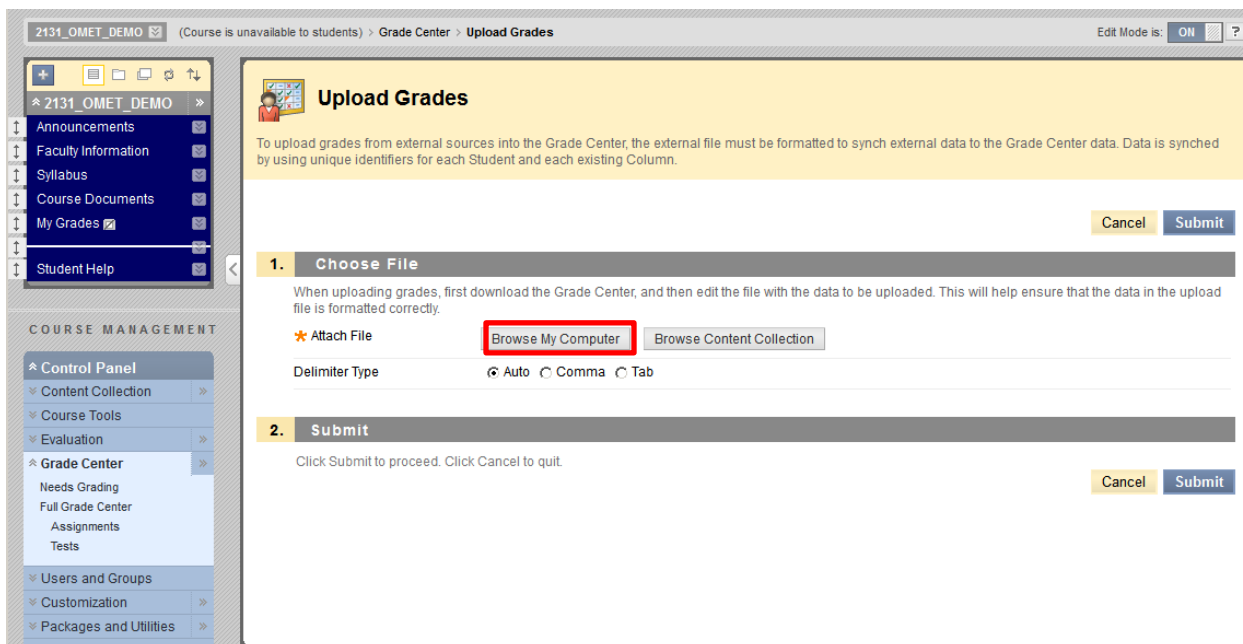 2131_OMET_DEMO (Course is unavailable to students) > Grade Center > Upload Grades Edit Mode is: ON ?
2131_OMET_DEMO
Announcements
Faculty Information
Syllabus
Course Documents
My Grades
Student Help
COURSE MANAGEMENT
Control Panel
Content Collection
Course Tools
Evaluation
Grade Center
Needs Grading
Full Grade Center
Assignments
Tests
Users and Groups
Customization
Packages and Utilities
Upload Grades
To upload grades from external sources into the Grade Center, the external file must be formatted to synch external data to the Grade Center data. Data is synched
by using unique identifiers for each Student and each existing Column.
Cancel Submit
1. Choose File
When uploading grades, first download the Grade Center, and then edit the file with the data to be uploaded. This will help ensure that the data in the upload
file is formatted correctly.
Attach File Browse My Computer Browse Content Collection
Delimiter Type Auto Comma Tab
2. Submit
Click Submit to proceed. Click Cancel to quit.
Cancel Submit